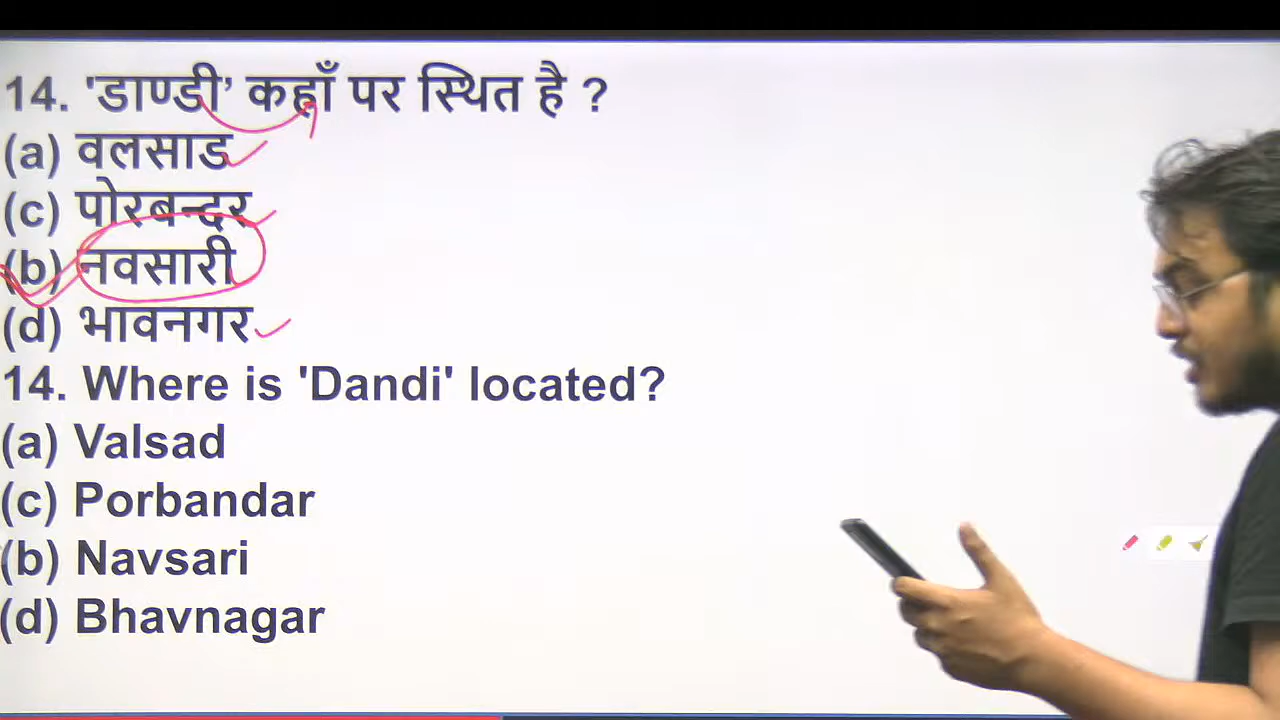 14. 'डाण्डी' कहाँ पर स्थित है ?
(a) वलसाड
(c) पोरबन्दर
(b) नवसारी
(d) भावनगर
14. Where is 'Dandi' located?
(a) Valsad
(c) Porbandar
(b) Navsari
(d) Bhavnagar